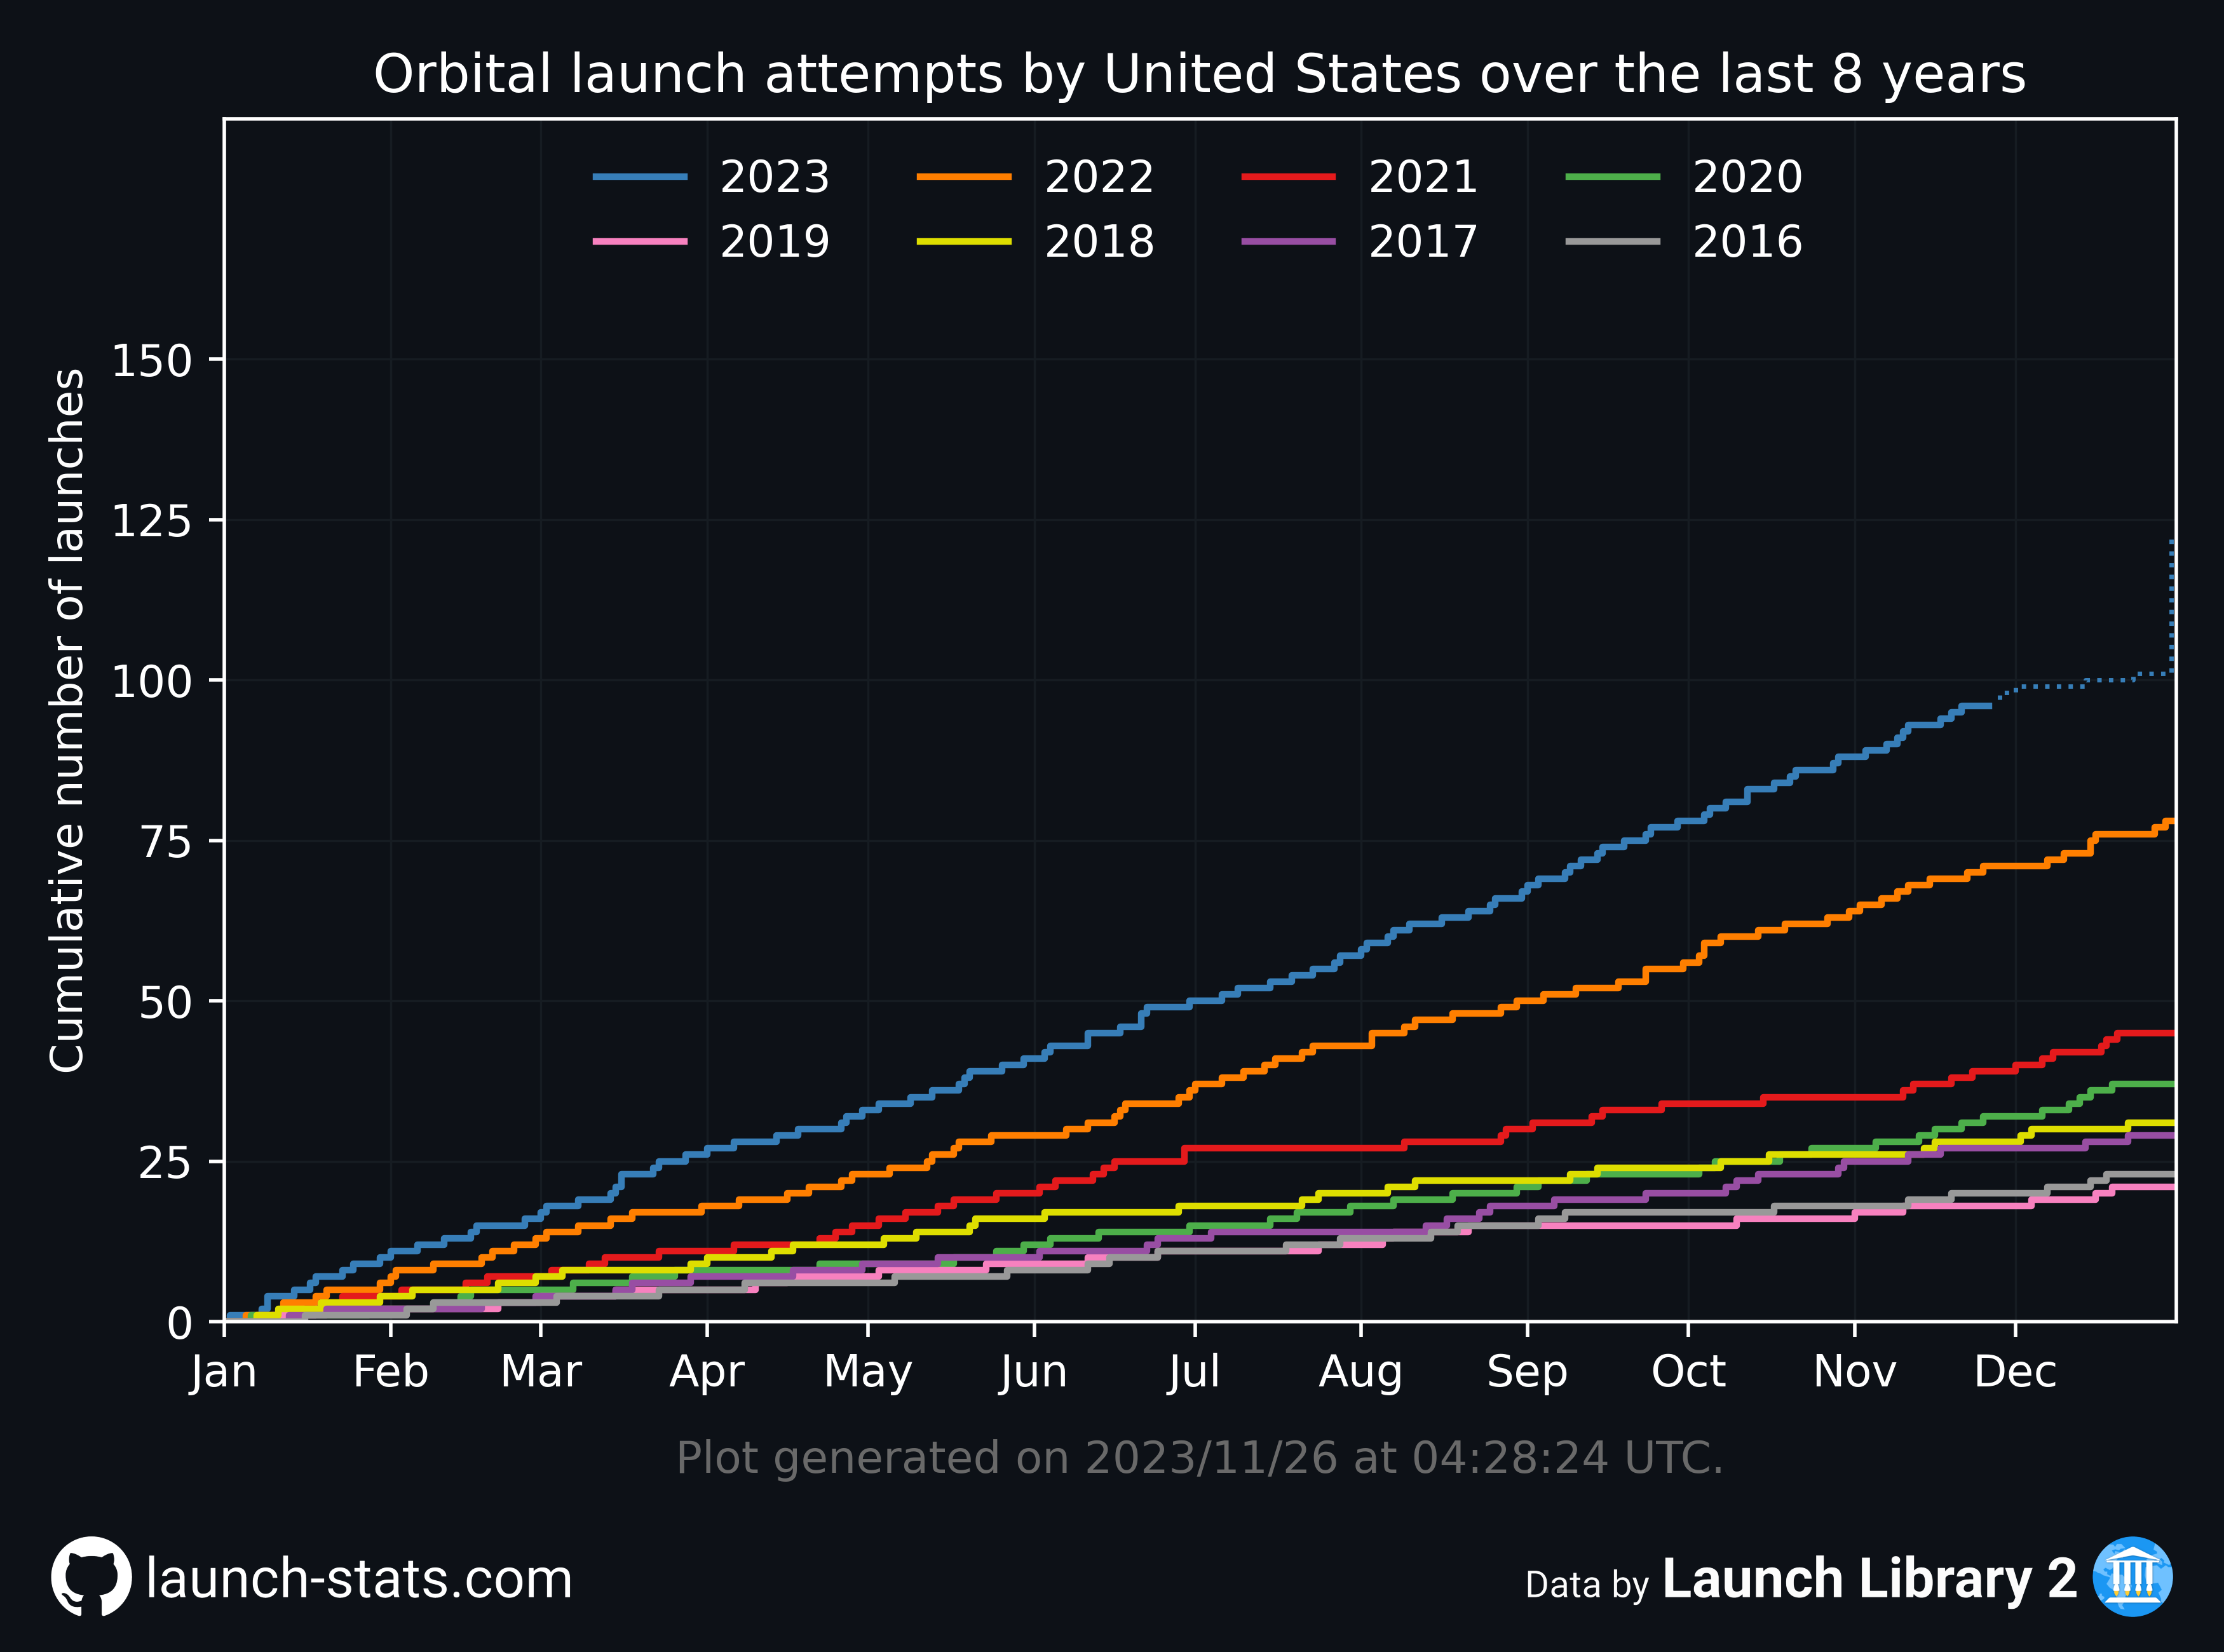 Orbital launch attempts by United States over the last 8 years
2023 2022 2021 2020
2019 2018 2017 2016
Cumulative number of launches
150
125
100
75
50
25
0
Jan Feb Mar Apr May Jun Jul Aug Sep Oct Nov Dec
Plot generated on 2023/11/26 at 04:28:24 UTC.
launch-stats.com
Data by Launch Library 2